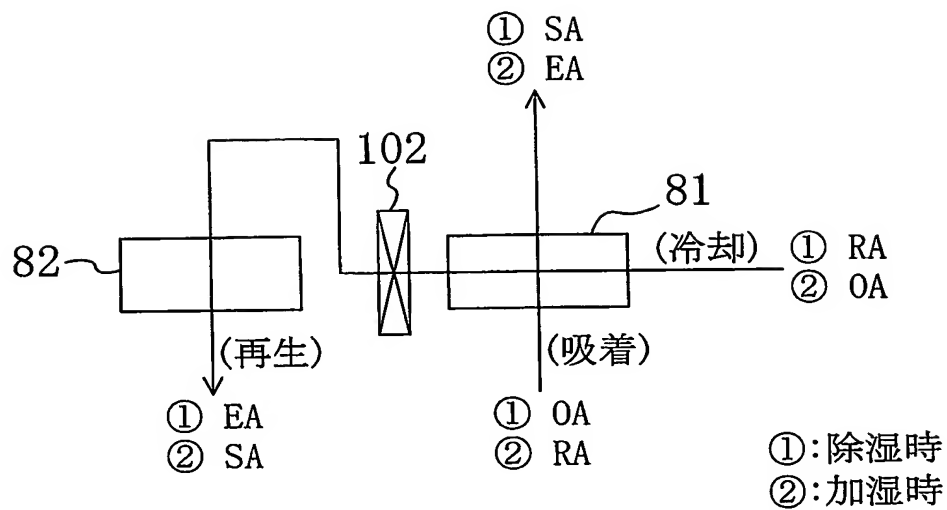 ① SA
② EA
102
81
82
(冷却)
① RA
② OA
(再生)
(吸着)
① EA
② SA
① OA
② RA
①:除湿時
②:加湿時